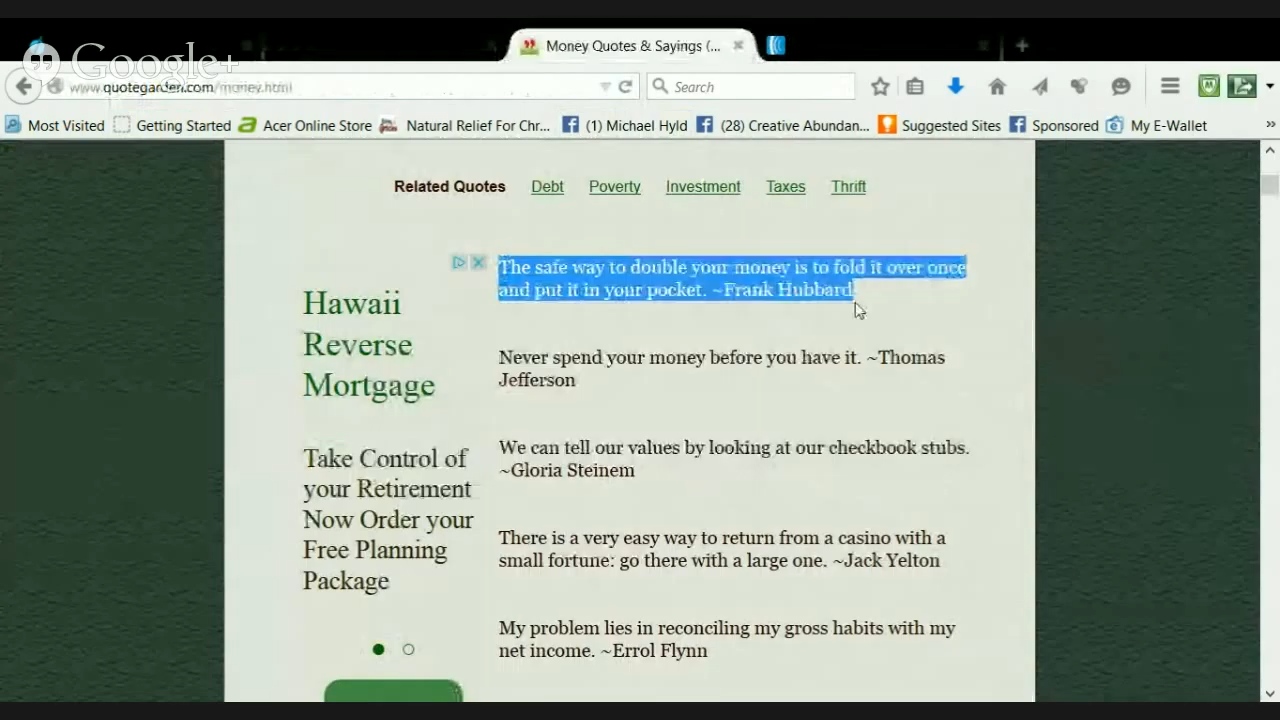 Google+
Money Quotes & Sayings (...
www.quotegarden.com/money.html
Search
Most Visited
Getting Started
Acer Online Store
Natural Relief For Chr...
(1) Michael Hyld
(28) Creative Abundan...
Suggested Sites
Sponsored
My E-Wallet
»
Related Quotes Debt Poverty Investment Taxes Thrift
Hawaii
Reverse
Mortgage
Take Control of
your Retirement
Now Order your
Free Planning
Package
The safe way to double your money is to fold it over once
and put it in your pocket. ~Frank Hubbard
Never spend your money before you have it. ~Thomas
Jefferson
We can tell our values by looking at our checkbook stubs.
~Gloria Steinem
There is a very easy way to return from a casino with a
small fortune: go there with a large one. ~Jack Yelton
My problem lies in reconciling my gross habits with my
net income. ~Errol Flynn